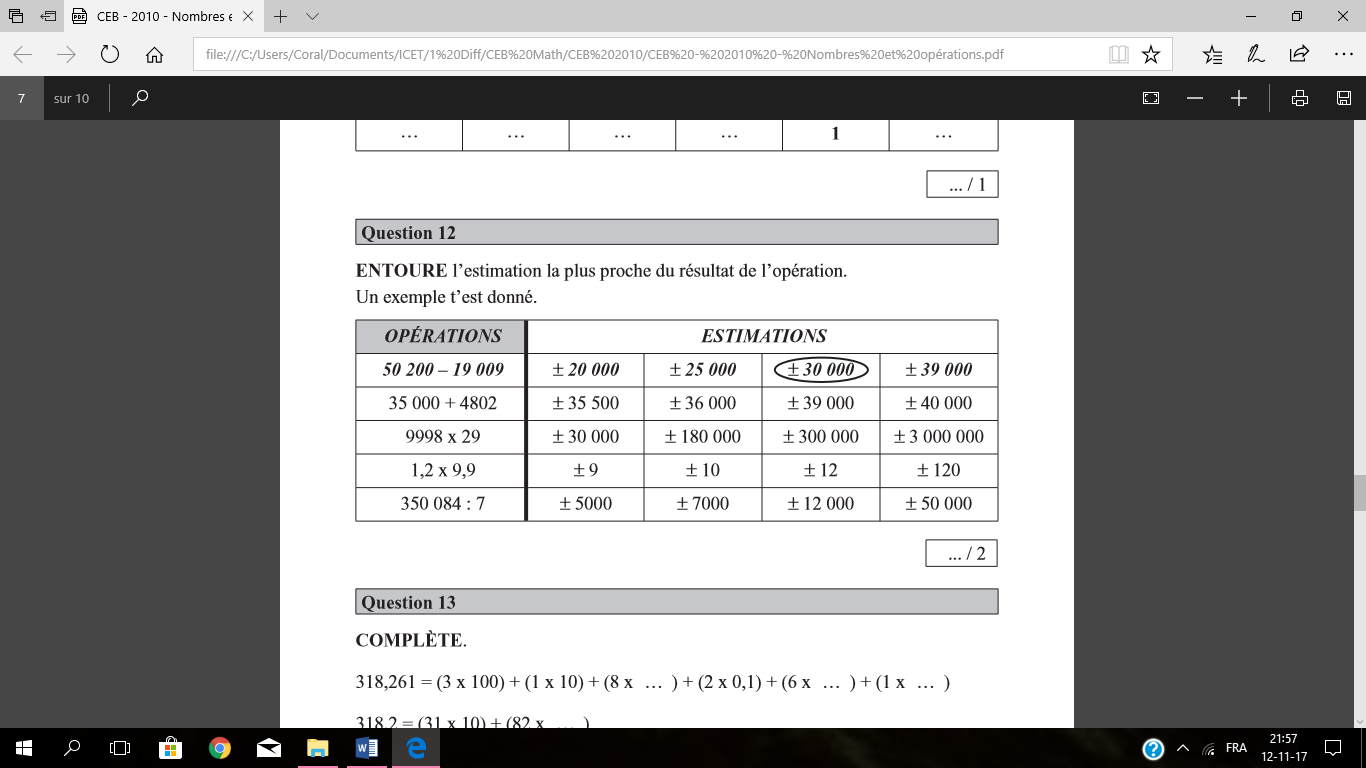 CEB - 2010 - Nombres e
file:///C:/Users/Coral/Documents/ICET/1%20Diff/CEB%20Math/CEB%202010/CEB%20-%202010%20-%20Nombres%20et%20opérations.pdf
7 sur 10
… … … … 1 …
... / 1
Question 12
ENTOURE l’estimation la plus proche du résultat de l’opération.
Un exemple t’est donné.
OPÉRATIONS ESTIMATIONS
50 200 – 19 009 ± 20 000 ± 25 000 ± 30 000 ± 39 000
35 000 + 4802 ± 35 500 ± 36 000 ± 39 000 ± 40 000
9998 x 29 ± 30 000 ± 180 000 ± 300 000 ± 3 000 000
1,2 x 9,9 ± 9 ± 10 ± 12 ± 120
350 084 : 7 ± 5000 ± 7000 ± 12 000 ± 50 000
... / 2
Question 13
COMPLÈTE.
318,261 = (3 x 100) + (1 x 10) + (8 x … ) + (2 x 0,1) + (6 x … ) + (1 x … )
318,2 = (31 x 10) + (82 x … )
FRA
21:57
12-11-17